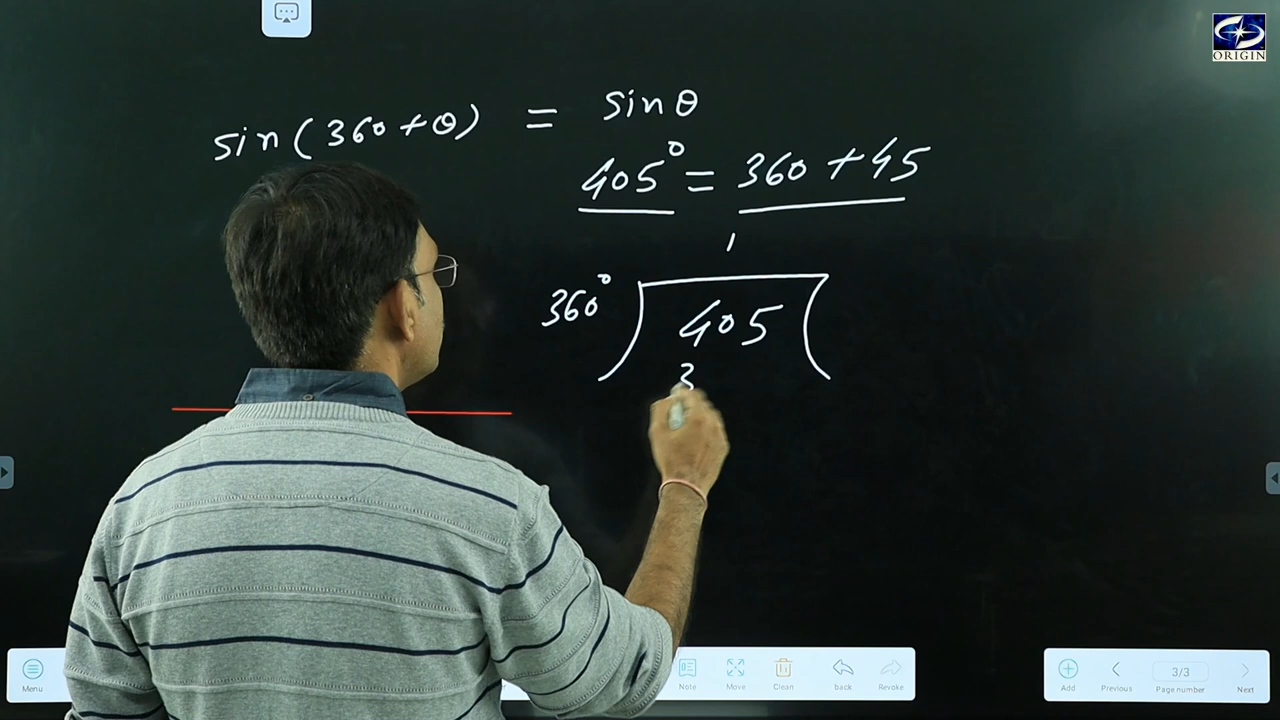 ORIGIN
sin(360+θ) = sinθ
405° = 360+45
1
360° 405
3
Menu
Note
Move
Clean
back
Revoke
Add
Previous
3/3
Page number
Next